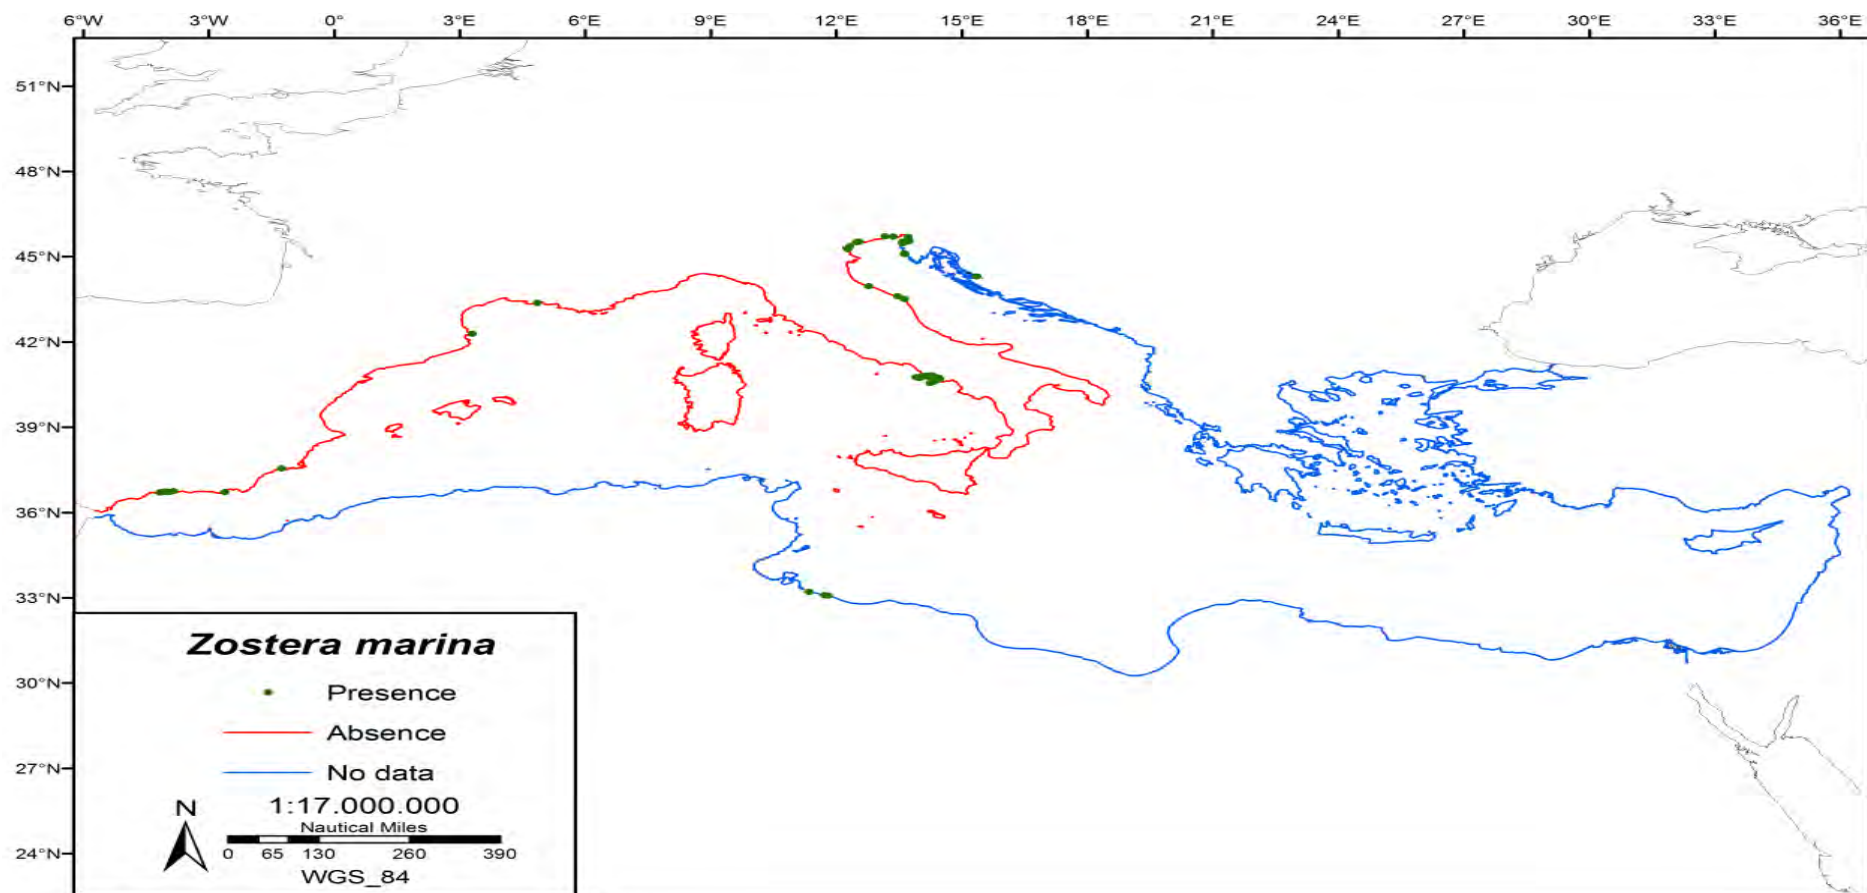 6°W 3°W 0° 3°E 6°E 9°E 12°E 15°E 18°E 21°E 24°E 27°E 30°E 33°E 36°E
51°N
48°N
45°N
42°N
39°N
36°N
33°N
30°N
27°N
24°N
Zostera marina
Presence
Absence
No data
N
1:17.000.000
Nautical Miles
0 65 130 260 390
WGS_84